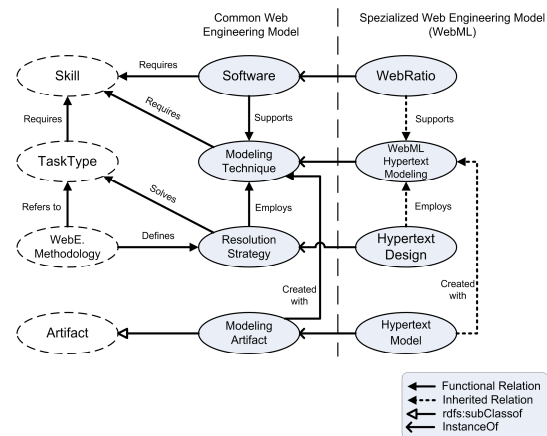 Common Web
Engineering Model
Spezialized Web Engineering Model
(WebML)
Skill
Requires
Software
WebRatio
Requires
Requires
Supports
Supports
TaskType
Modeling
Technique
WebML
Hypertext
Modeling
Refers to
Solves
Employs
Employs
WebE.
Methodology
Defines
Resolution
Strategy
Hypertext
Design
Created
with
Created
with
Artifact
Modeling
Artifact
Hypertext
Model
Functional Relation
Inherited Relation
rdfs:subClassof
InstanceOf